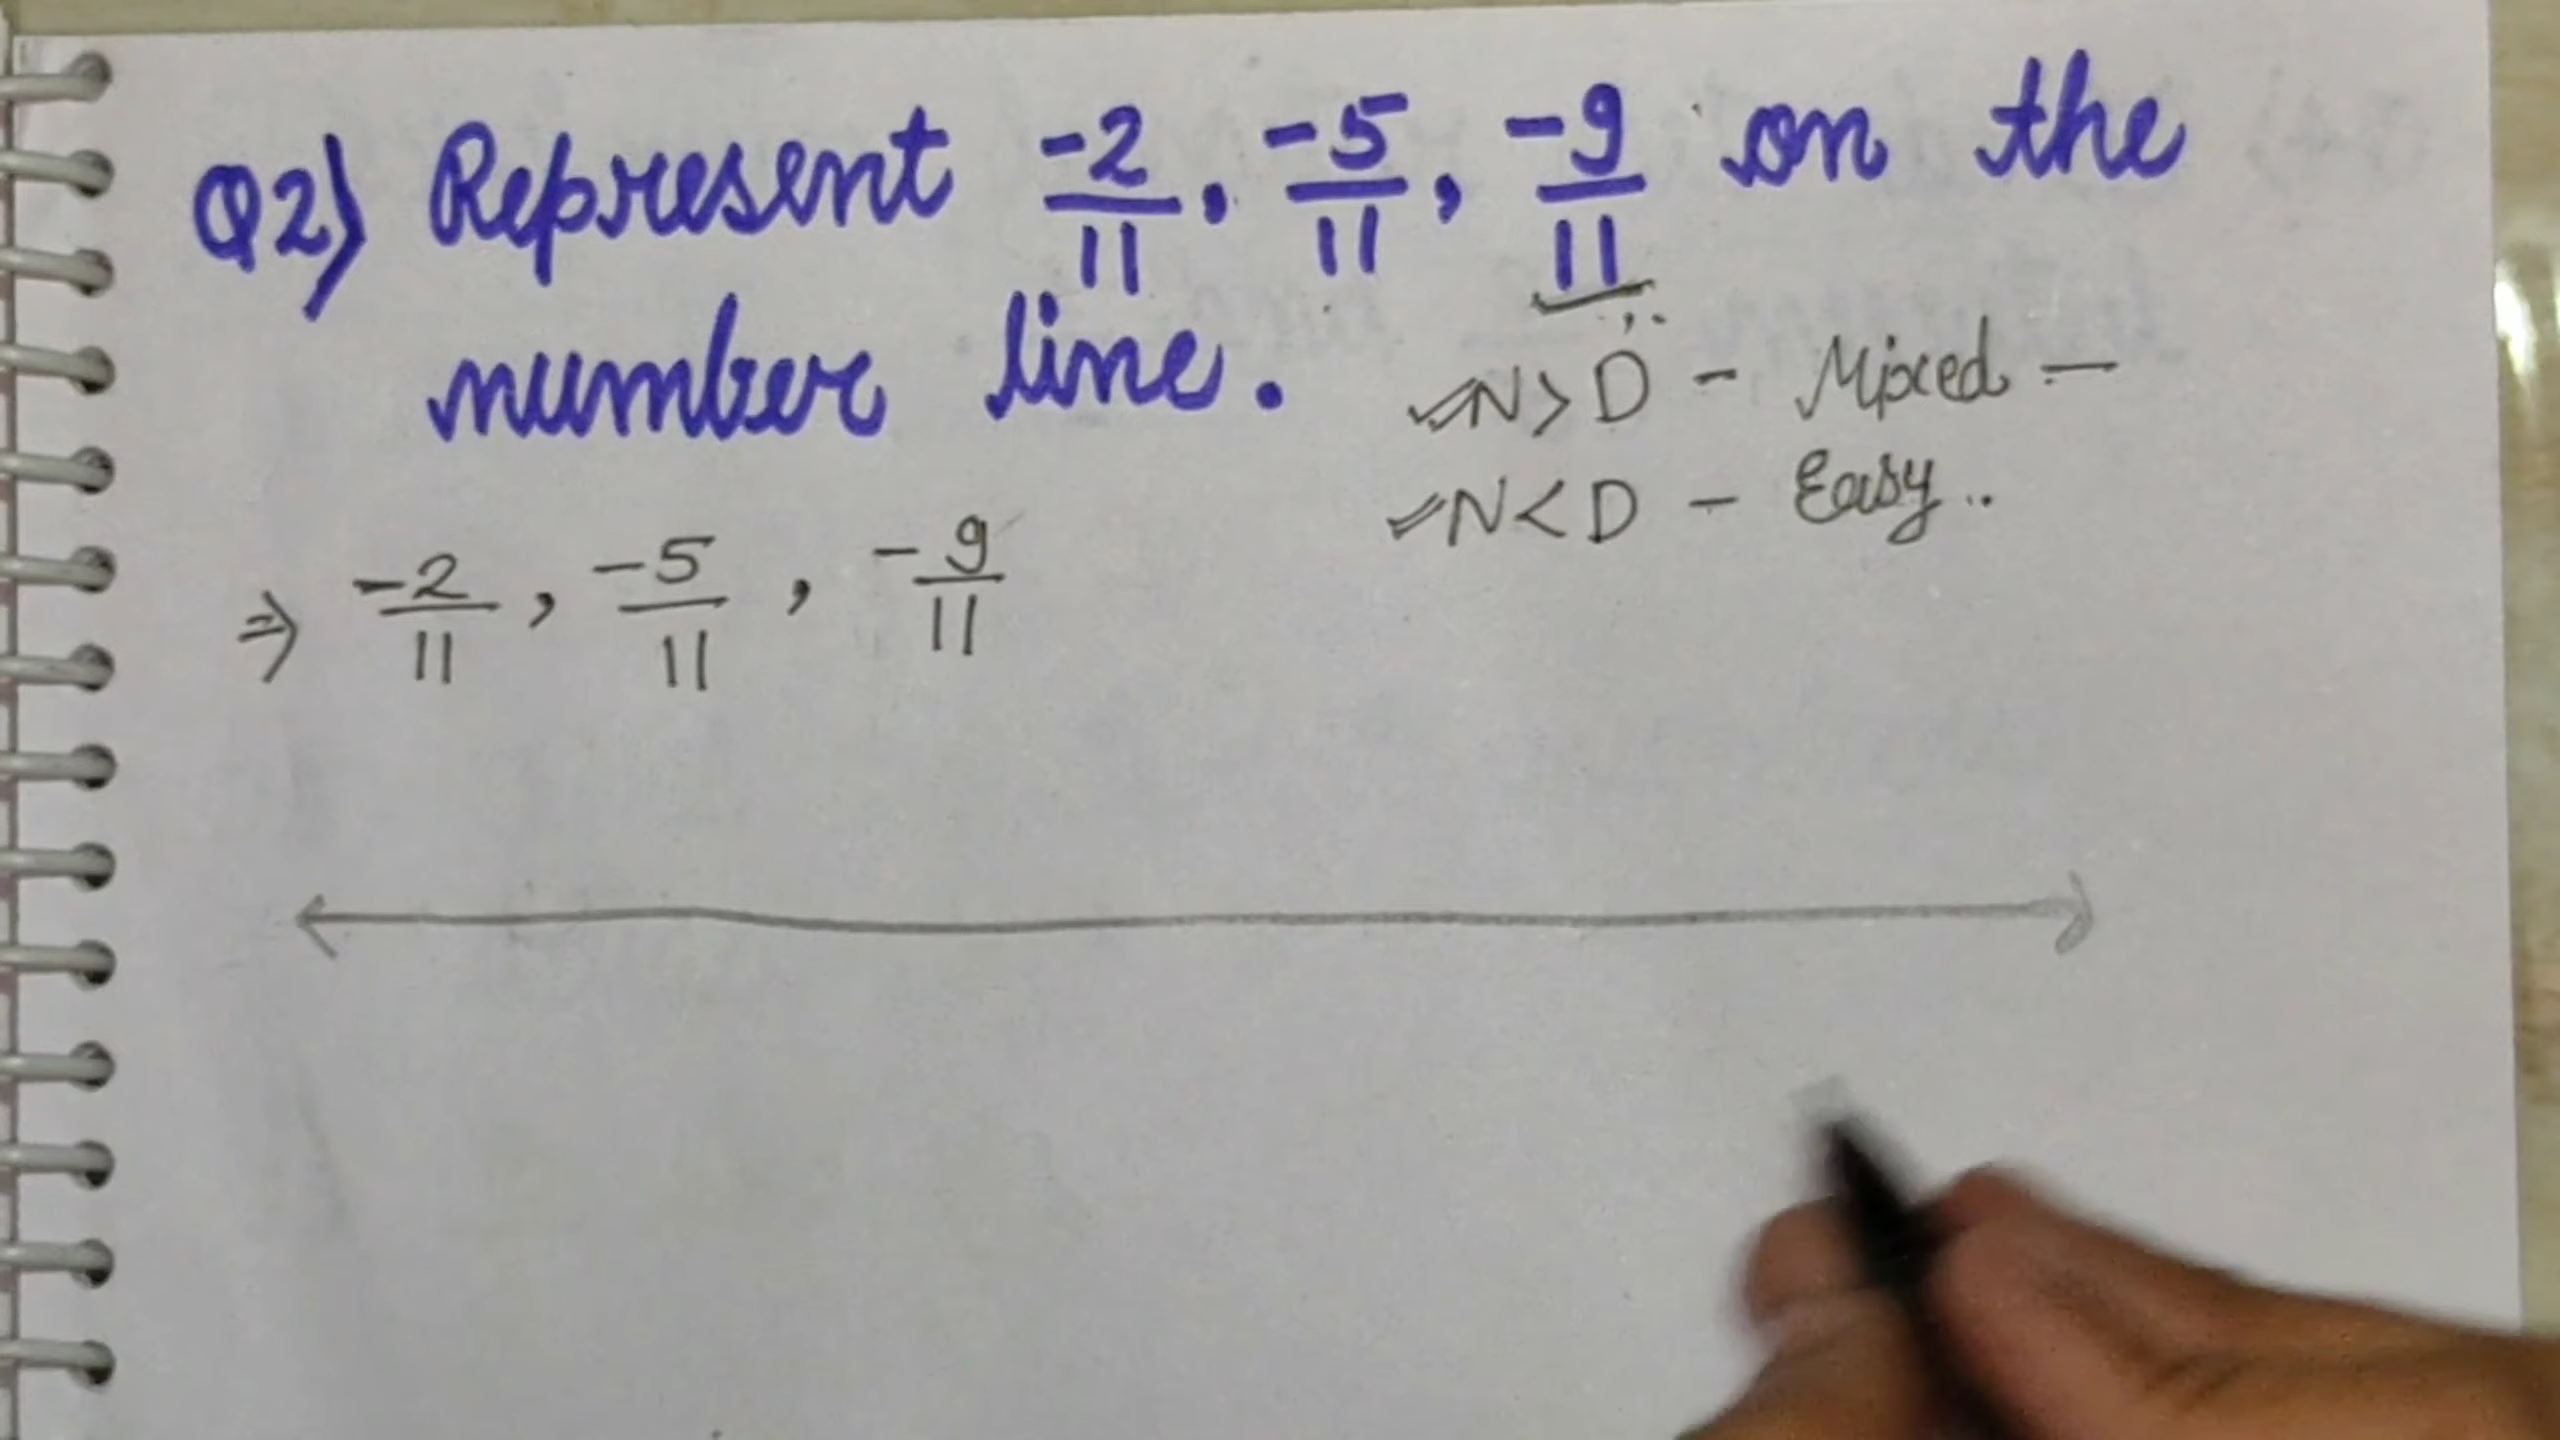 Q2) Represent -2/11, -5/11, -9/11 on the
number line.
N>D - Mixed -
N<D - Easy..
⇒ -2/11, -5/11, -9/11